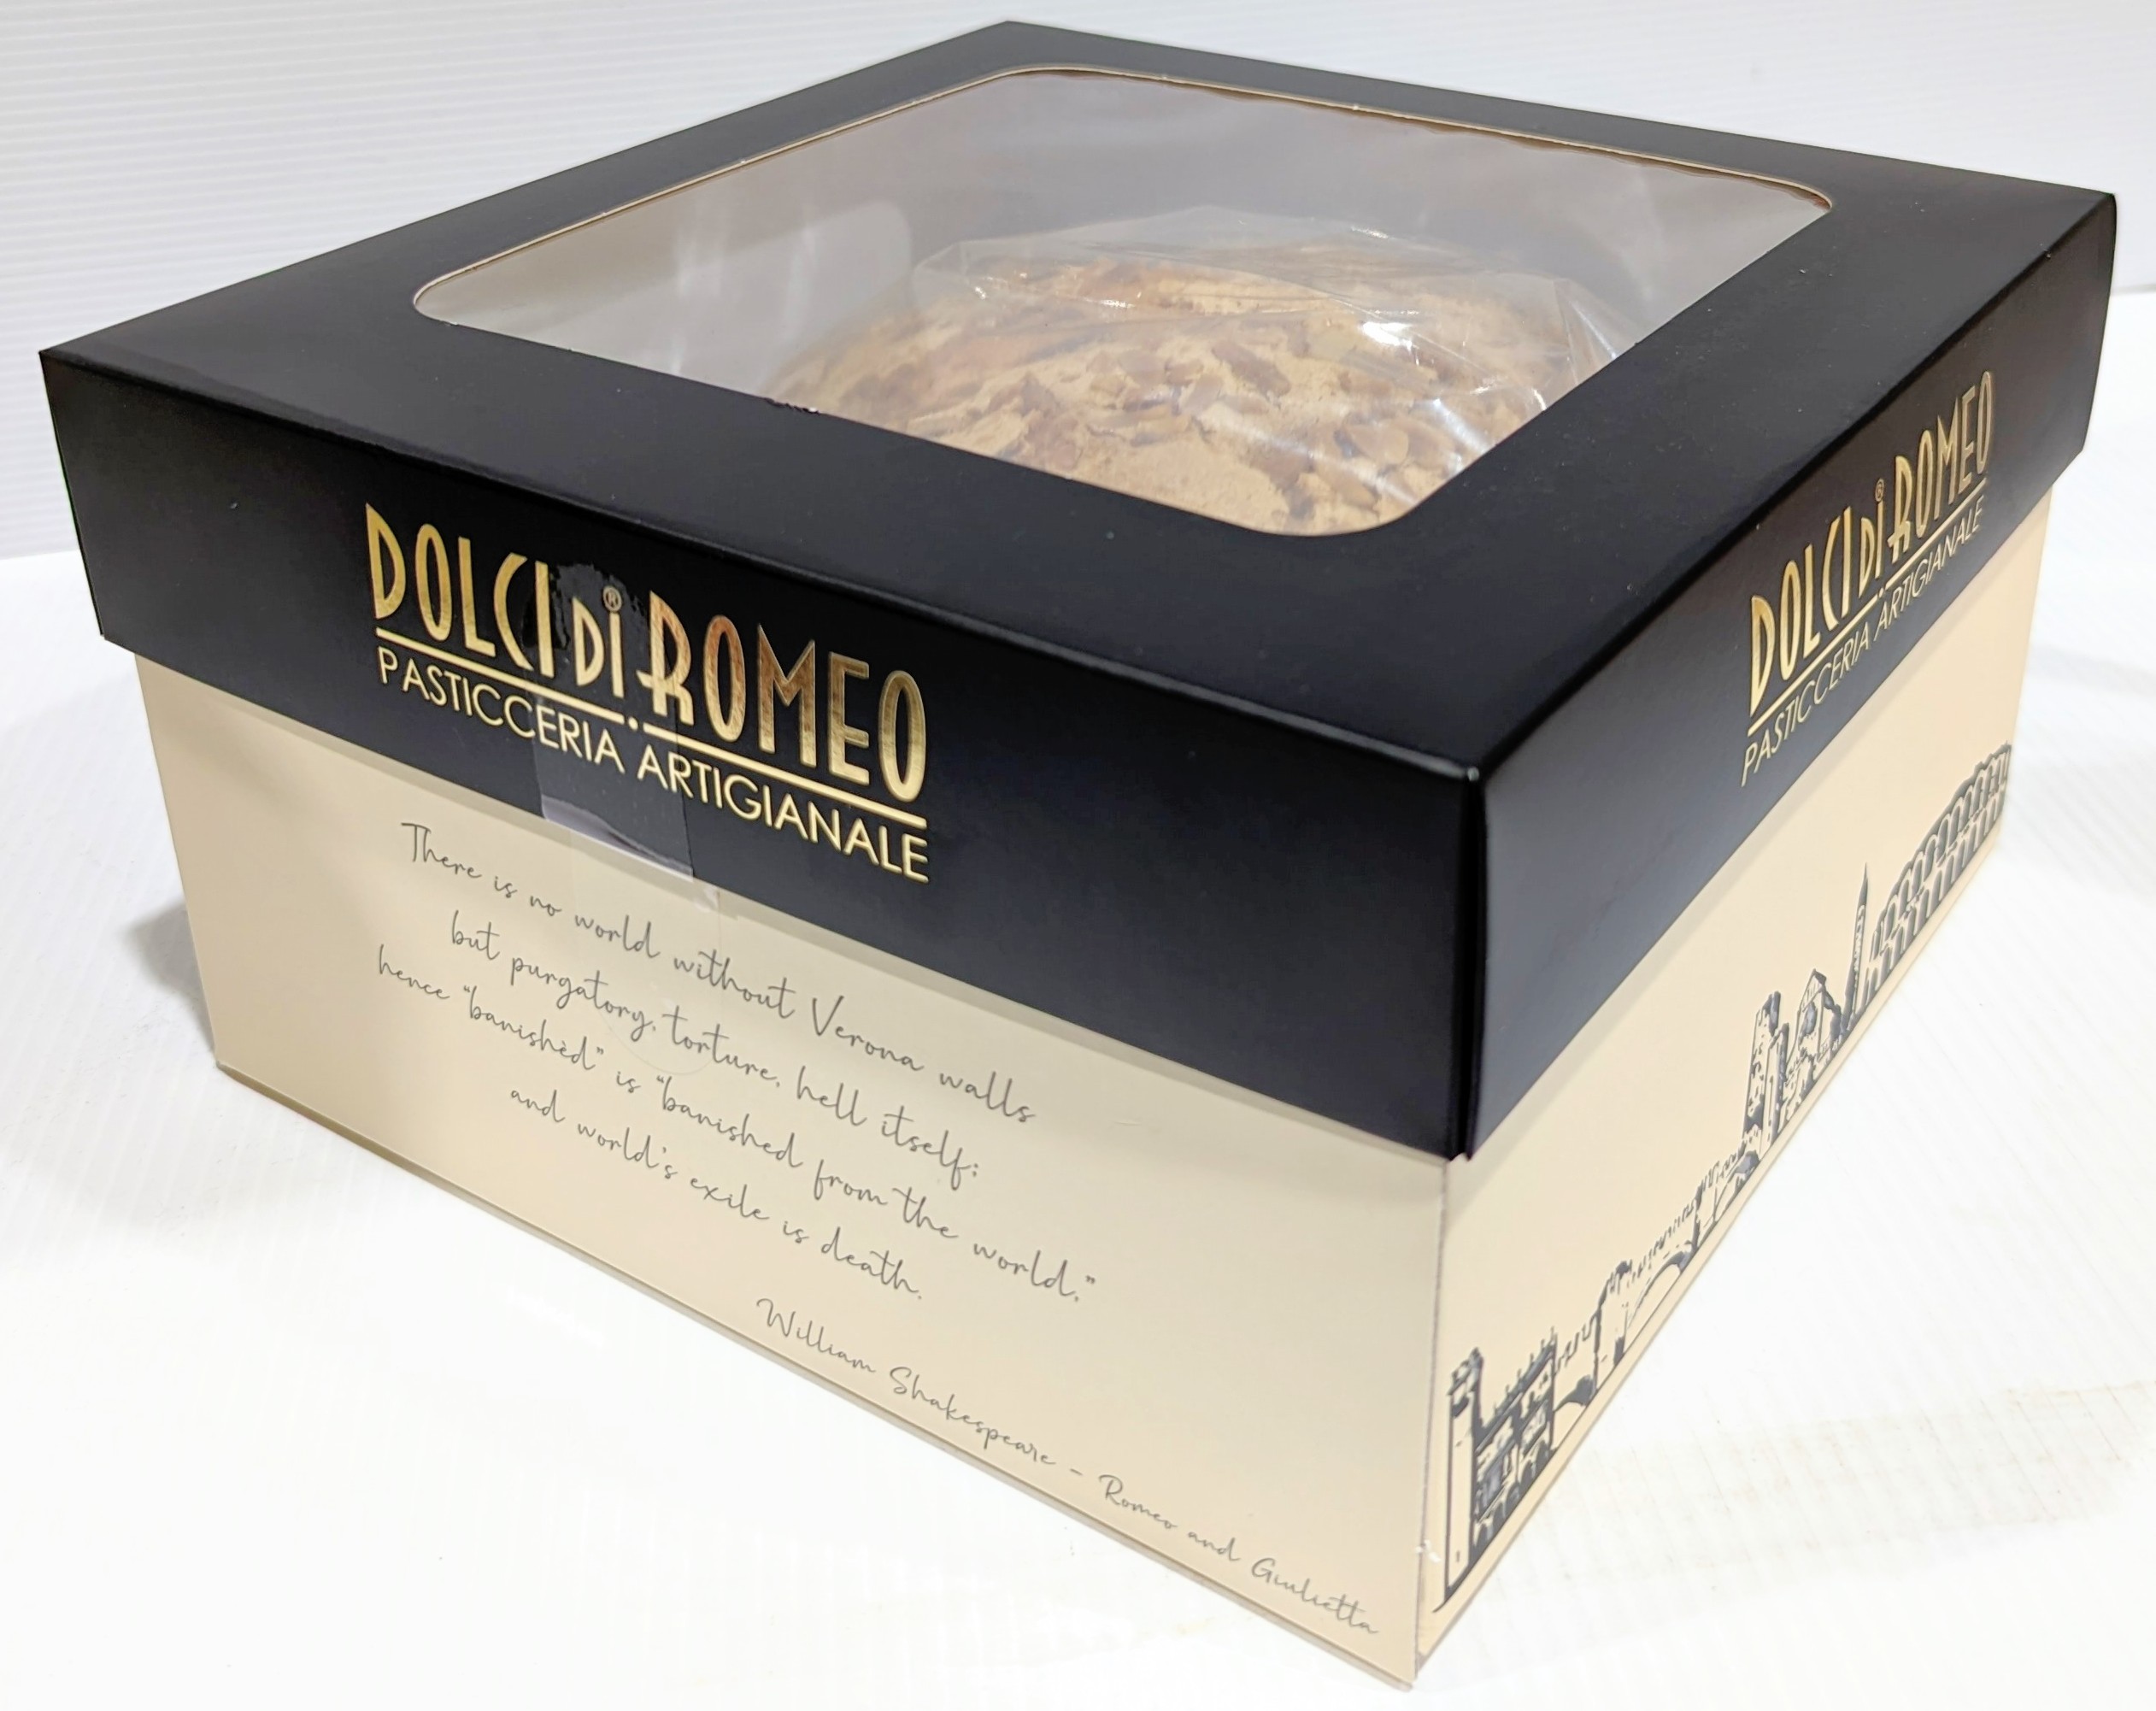 DOLCI Di® ROMEO
PASTICCERIA ARTIGIANALE
There is no world without Verona walls
but purgatory, torture, hell itself;
hence "banishèd" is "banished from the world,"
and world's exile is death.
William Shakespeare - Romeo and Giulietta
DOLCI Di® ROMEO
PASTICCERIA ARTIGIANALE